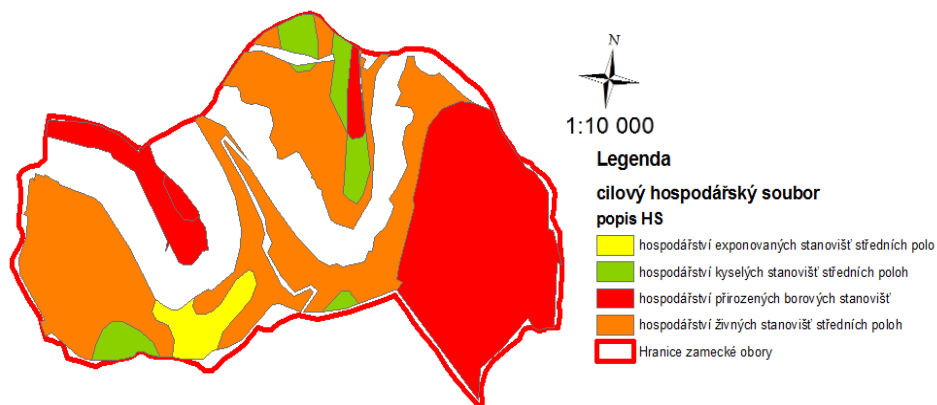 N
1:10 000
Legenda
cílový hospodářský soubor
popis HS
hospodářství exponovaných stanovišť středních polo
hospodářství kyselých stanovišť středních poloh
hospodářství přirozených borových stanovišť
hospodářství živných stanovišť středních poloh
Hranice zamecké obory